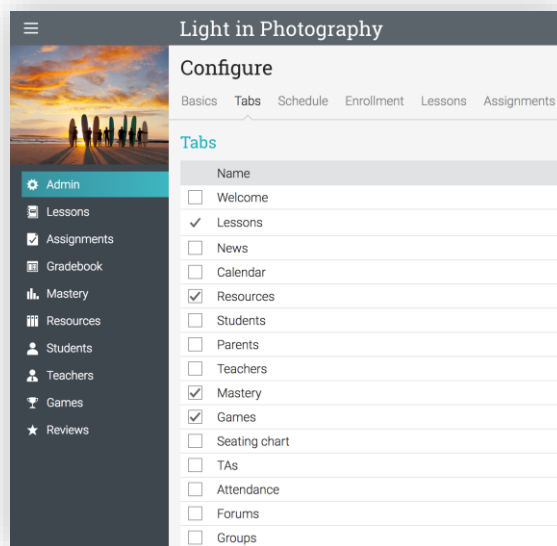 Light in Photography
Configure
Basics Tabs Schedule Enrollment Lessons Assignments
Tabs
Name
Welcome
Lessons
News
Calendar
Resources
Students
Parents
Teachers
Mastery
Games
Seating chart
TAs
Attendance
Forums
Groups
Admin
Lessons
Assignments
Gradebook
Mastery
Resources
Students
Teachers
Games
Reviews